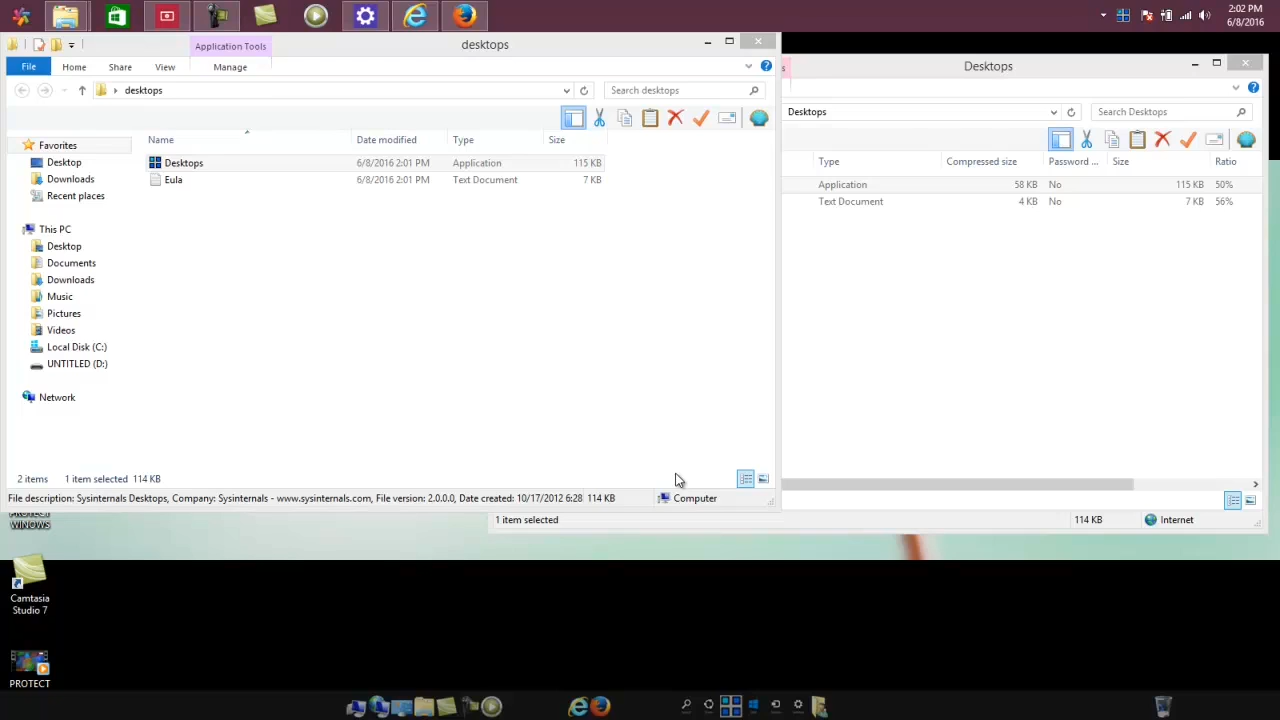 2:02 PM
6/8/2016
Application Tools
desktops
File Home Share View Manage
desktops
Search desktops
Name Date modified Type Size
Favorites
Desktop
Downloads
Recent places
This PC
Desktop
Documents
Downloads
Music
Pictures
Videos
Local Disk (C:)
UNTITLED (D:)
Network
Desktops 6/8/2016 2:01 PM Application 115 KB
Eula 6/8/2016 2:01 PM Text Document 7 KB
2 items 1 item selected 114 KB
File description: Sysinternals Desktops, Company: Sysinternals - www.sysinternals.com, File version: 2.0.0.0, Date created: 10/17/2012 6:28 114 KB Computer
Desktops
Desktops
Search Desktops
Type Compressed size Password ... Size Ratio
Application 58 KB No 115 KB 50%
Text Document 4 KB No 7 KB 56%
1 item selected 114 KB Internet
PROTECT
WINOWS
Camtasia
Studio 7
PROTECT